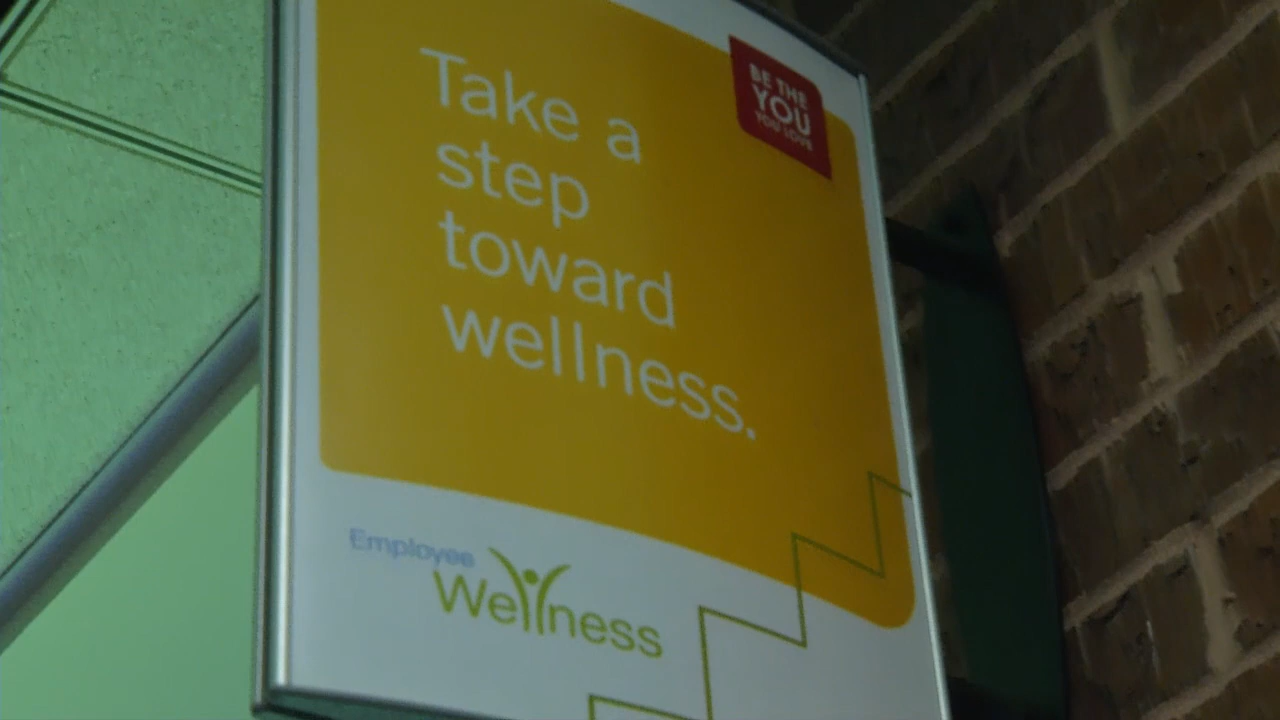 Take a
step
toward
wellness.
BE THE
YOU
YOU LOVE
Employee
Wellness